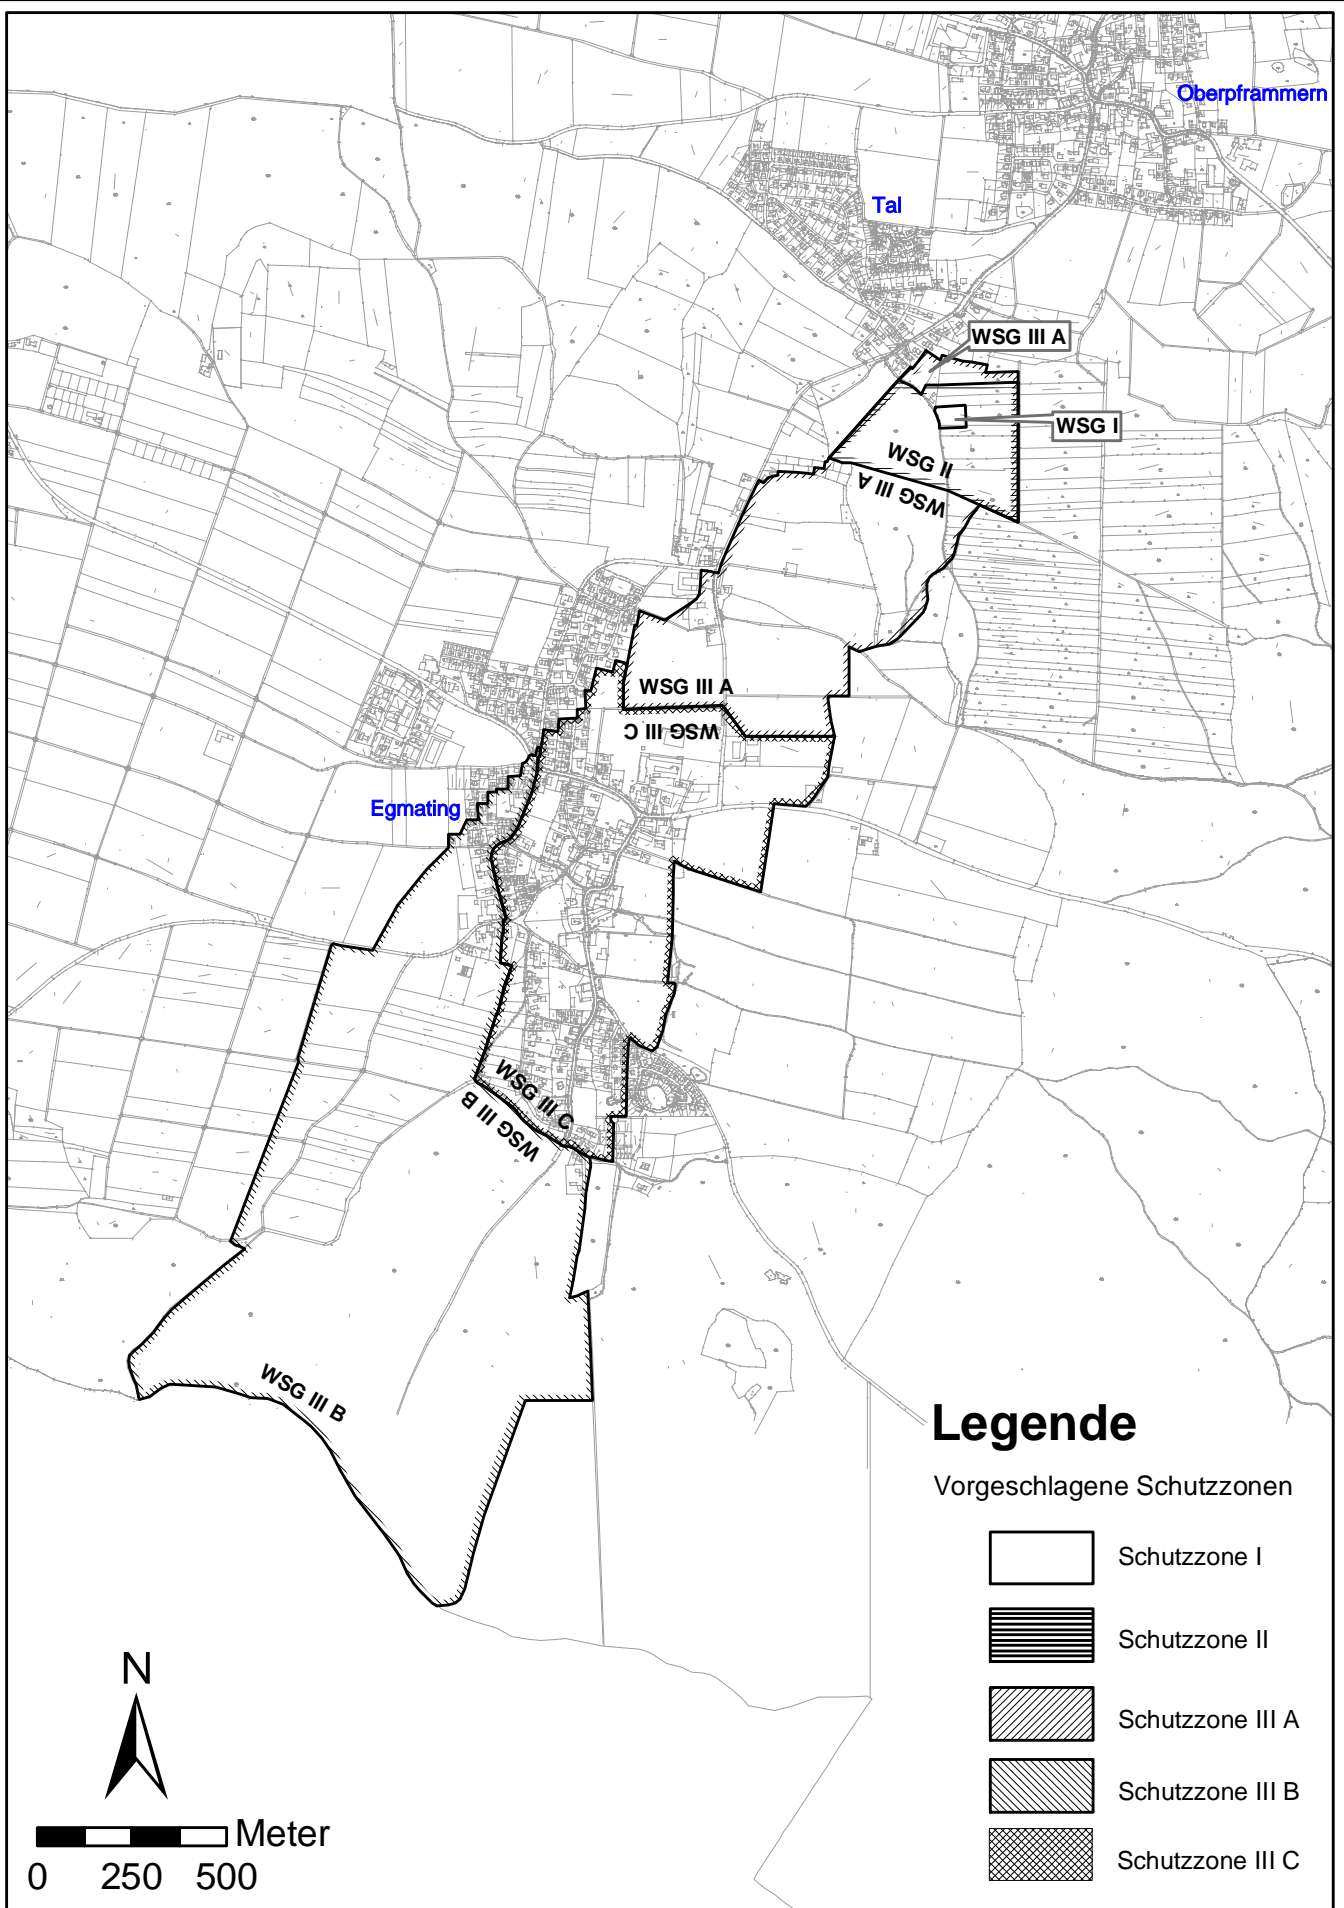 Oberpframmern
Tal
WSG III A
WSG I
WSG II
WSG III A
WSG III A
WSG III C
Egmating
WSG III C
WSG III B
WSG III B
Legende
Vorgeschlagene Schutzzonen
Schutzzone I
Schutzzone II
Schutzzone III A
Schutzzone III B
Schutzzone III C
N
Meter
0 250 500